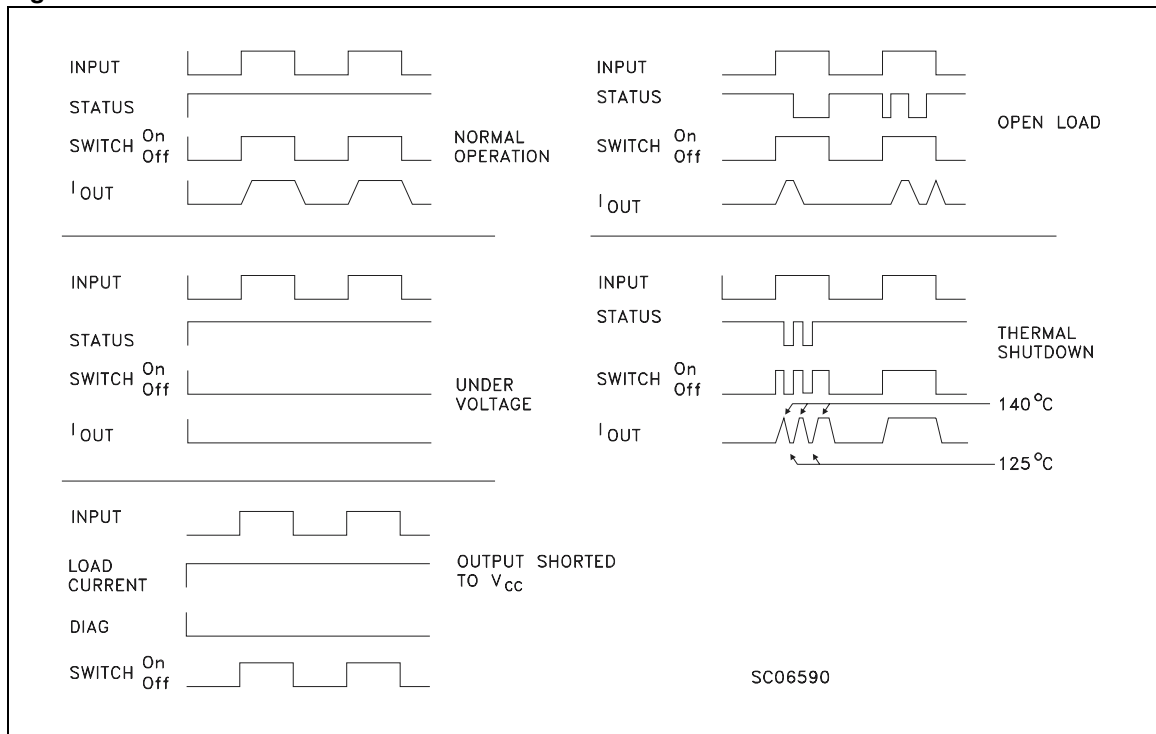 INPUT
STATUS
SWITCH On
Off
I OUT
NORMAL
OPERATION
INPUT
STATUS
SWITCH On
Off
I OUT
OPEN LOAD
INPUT
STATUS
SWITCH On
Off
I OUT
UNDER
VOLTAGE
INPUT
STATUS
SWITCH On
Off
I OUT
THERMAL
SHUTDOWN
140 °C
125 °C
INPUT
LOAD
CURRENT
DIAG
SWITCH On
Off
OUTPUT SHORTED
TO VCC
SC06590